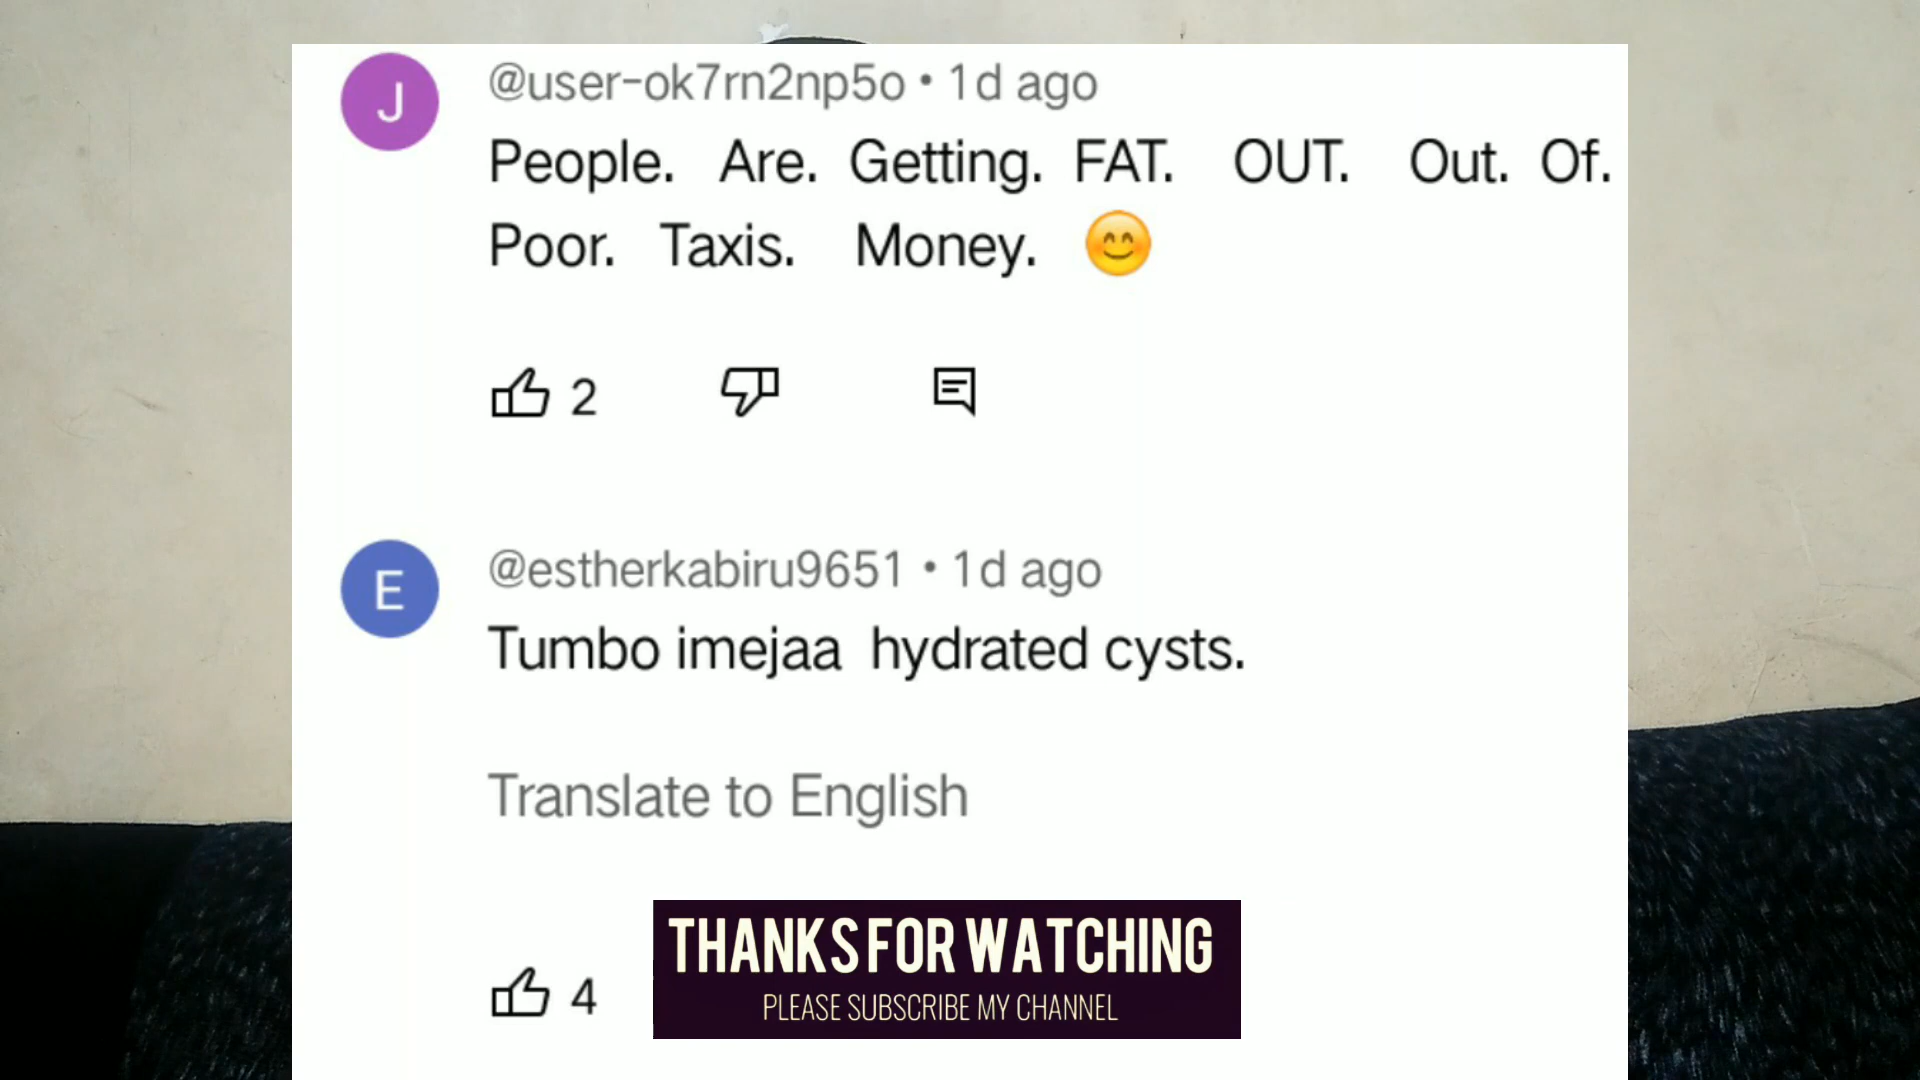 J
@user-ok7rn2np5o • 1d ago
People. Are. Getting. FAT. OUT. Out. Of.
Poor. Taxis. Money. 😊
2
E
@estherkabiru9651 • 1d ago
Tumbo imejaa hydrated cysts.
Translate to English
4
THANKS FOR WATCHING
PLEASE SUBSCRIBE MY CHANNEL